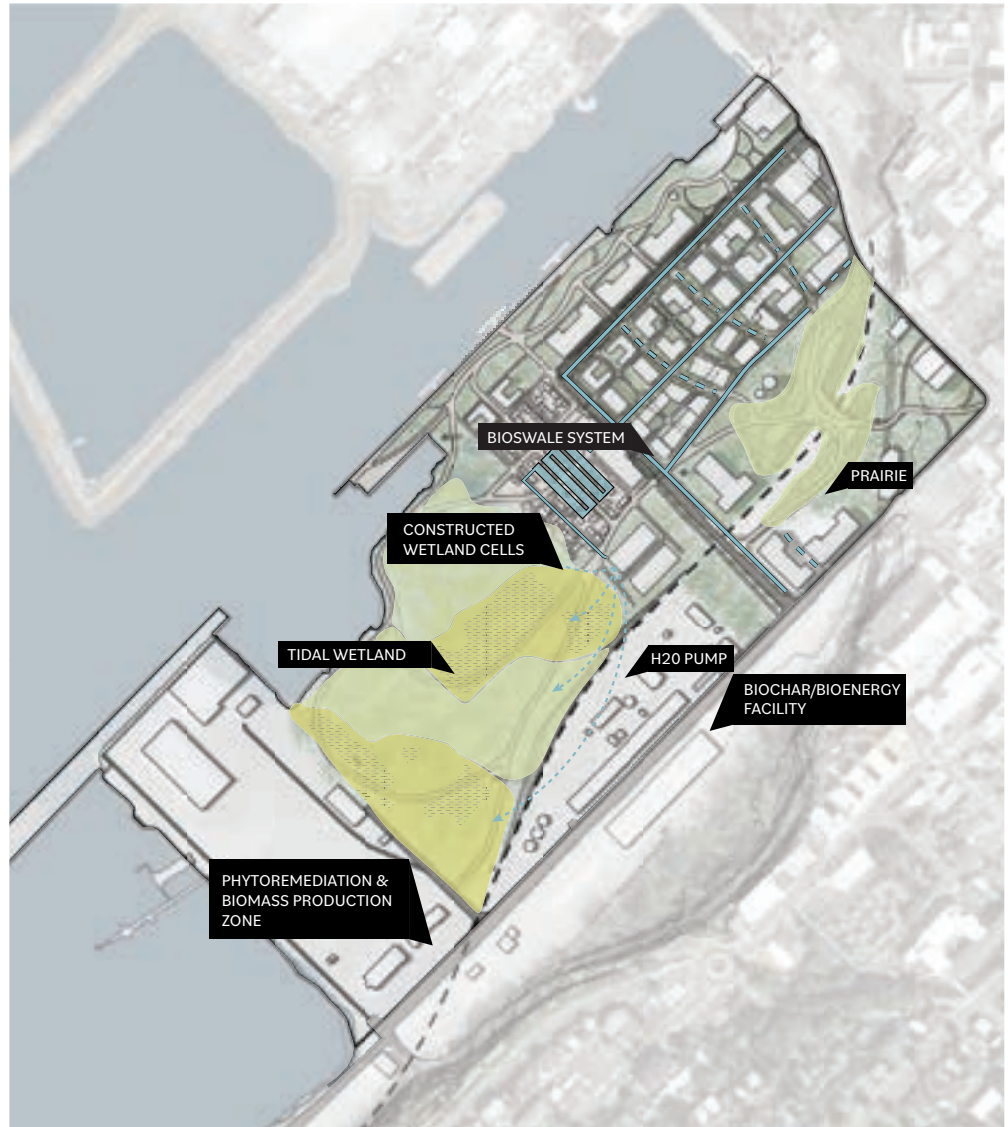 BIOSWALE SYSTEM
PRAIRIE
CONSTRUCTED
WETLAND CELLS
TIDAL WETLAND
H20 PUMP
BIOCHAR/BIOENERGY
FACILITY
PHYTOREMEDIATION &
BIOMASS PRODUCTION
ZONE